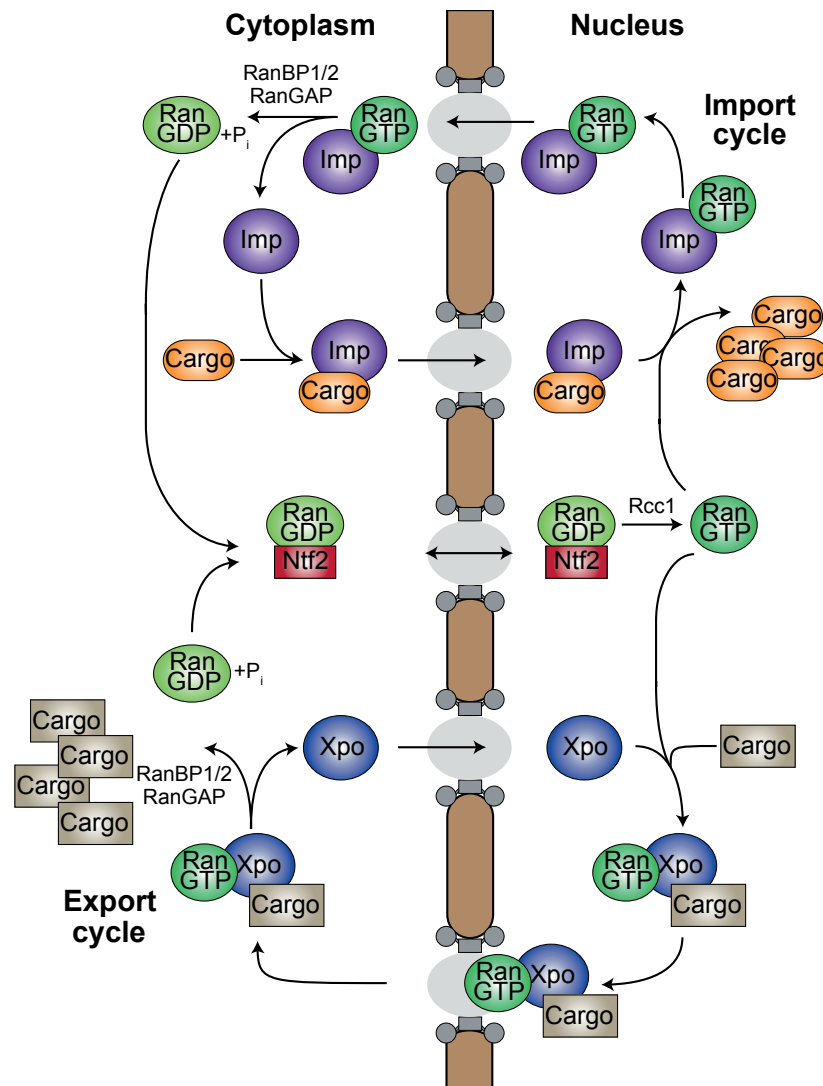 Cytoplasm
Nucleus
RanBP1/2
RanGAP
Ran
GDP
+Pi
Ran
GTP
Imp
Ran
GTP
Imp
Import
cycle
Ran
GTP
Imp
Imp
Cargo
Imp
Cargo
Imp
Cargo
Cargo
Cargo
Cargo
Cargo
Ran
GDP
Ntf2
Ran
GDP
Ntf2
Rcc1
Ran
GTP
Ran
GDP
+Pi
Cargo
Cargo
Cargo
Cargo
RanBP1/2
RanGAP
Xpo
Xpo
Cargo
Ran
GTP
Xpo
Cargo
Ran
GTP
Xpo
Cargo
Export
cycle
Ran
GTP
Xpo
Cargo